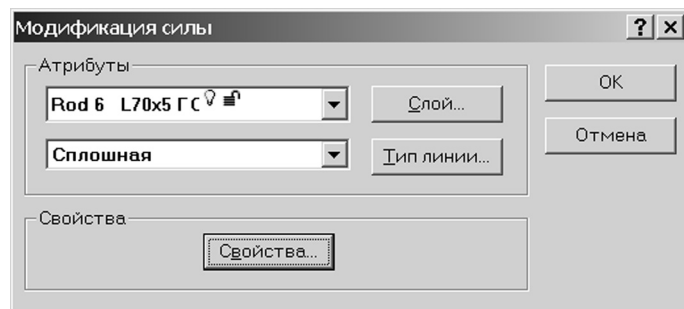 Модификация силы
Атрибуты
Rod 6 L70x5 ГС
Слой...
OK
Сплошная
Тип линии...
Отмена
Свойства
Свойства...